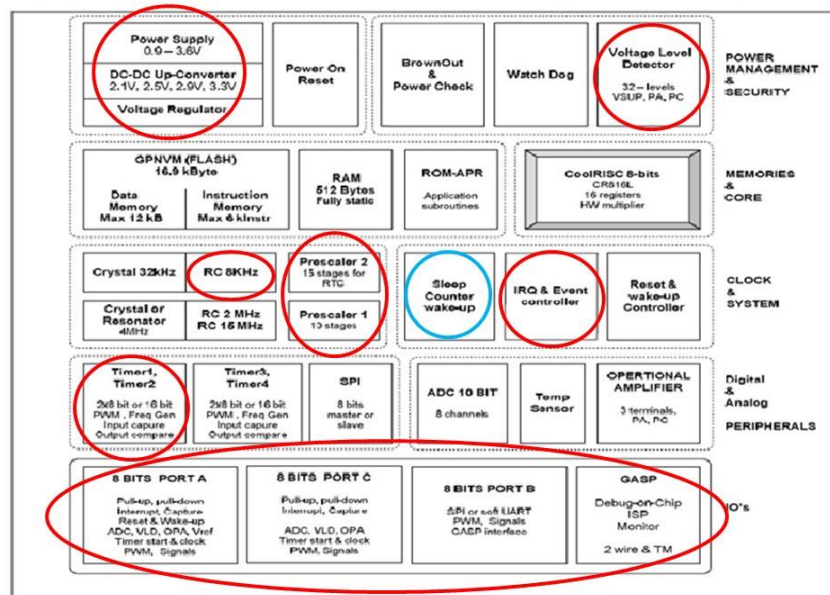 Power Supply
0.9 – 3.6V
DC-DC Up-Converter
2.1V, 2.5V, 2.9V, 3.3V
Voltage Regulator
Power On
Reset
BrownOut
&
Power Check
Watch Dog
Voltage Level
Detector
32– levels
VSUP, PA, PC
POWER
MANAGEMENT
&
SECURITY
GPNVM (FLASH)
16.9 kByte
Data
Memory
Max 12 kB
Instruction
Memory
Max 6 kInstr
RAM
512 Bytes
Fully static
ROM-APR
Application
subroutines
CoolRISC 8-bits
CR816L
16 registers
HW multiplier
MEMORIES
&
CORE
Crystal 32kHz
RC 8KHz
Prescaler 2
15 stages for
RTC
Crystal or
Resonator
4MHz
RC 2 MHz
RC 15 MHz
Prescaler 1
10 stages
Sleep
Counter
wake-up
IRQ & Event
controller
Reset &
wake-up
Controller
CLOCK
&
SYSTEM
Timer1,
Timer2
2x8 bit or 16 bit
PWM , Freq Gen
Input capure
Output compare
Timer3,
Timer4
2x8 bit or 16 bit
PWM , Freq Gen
Input capure
Output compare
SPI
8 bits
master or
slave
ADC 10 BIT
8 channels
Temp
Sensor
OPERTIONAL
AMPLIFIER
3 terminals,
PA, PC
Digital
&
Analog
PERIPHERALS
8 BITS PORT A
Pull-up, pull-down
Interrupt, Capture
Reset & Wake-up
ADC, VLD, OPA, Vref
Timer start & clock
PWM, Signals
8 BITS PORT C
Pull-up, pull-down
Interrupt, Capture
ADC, VLD, OPA
Timer start & clock
PWM, Signals
8 BITS PORT B
SPI or soft UART
PWM, Signals
GASP interface
GASP
Debug-on-Chip
ISP
Monitor
2 wire & TM
IO's